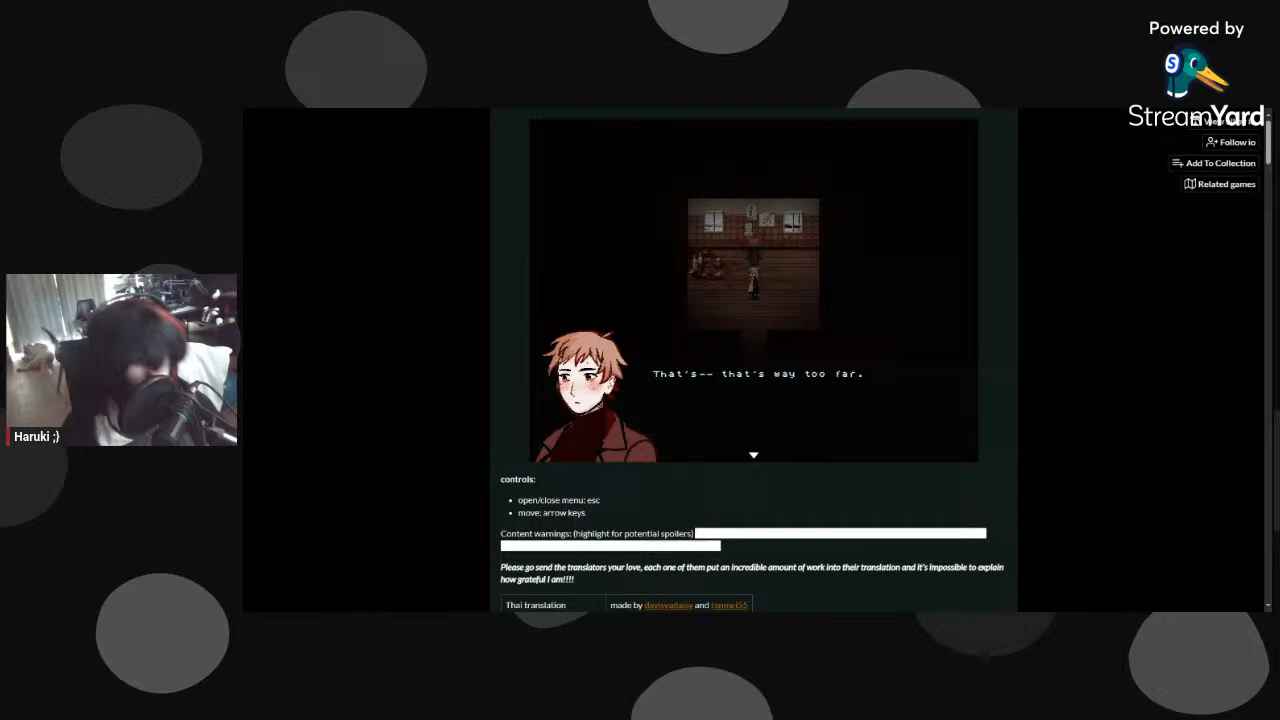 Powered by
StreamYard
Follow io
Add To Collection
Related games
That's-- that's way too far.
Haruki ;}
controls:
open/close menu: esc
move: arrow keys
Content warnings: (highlight for potential spoilers)
Please go send the translators your love, each one of them put an incredible amount of work into their translation and it's impossible to explain
how grateful I am!!!!
Thai translation made by davisyadaisy and tonmei55